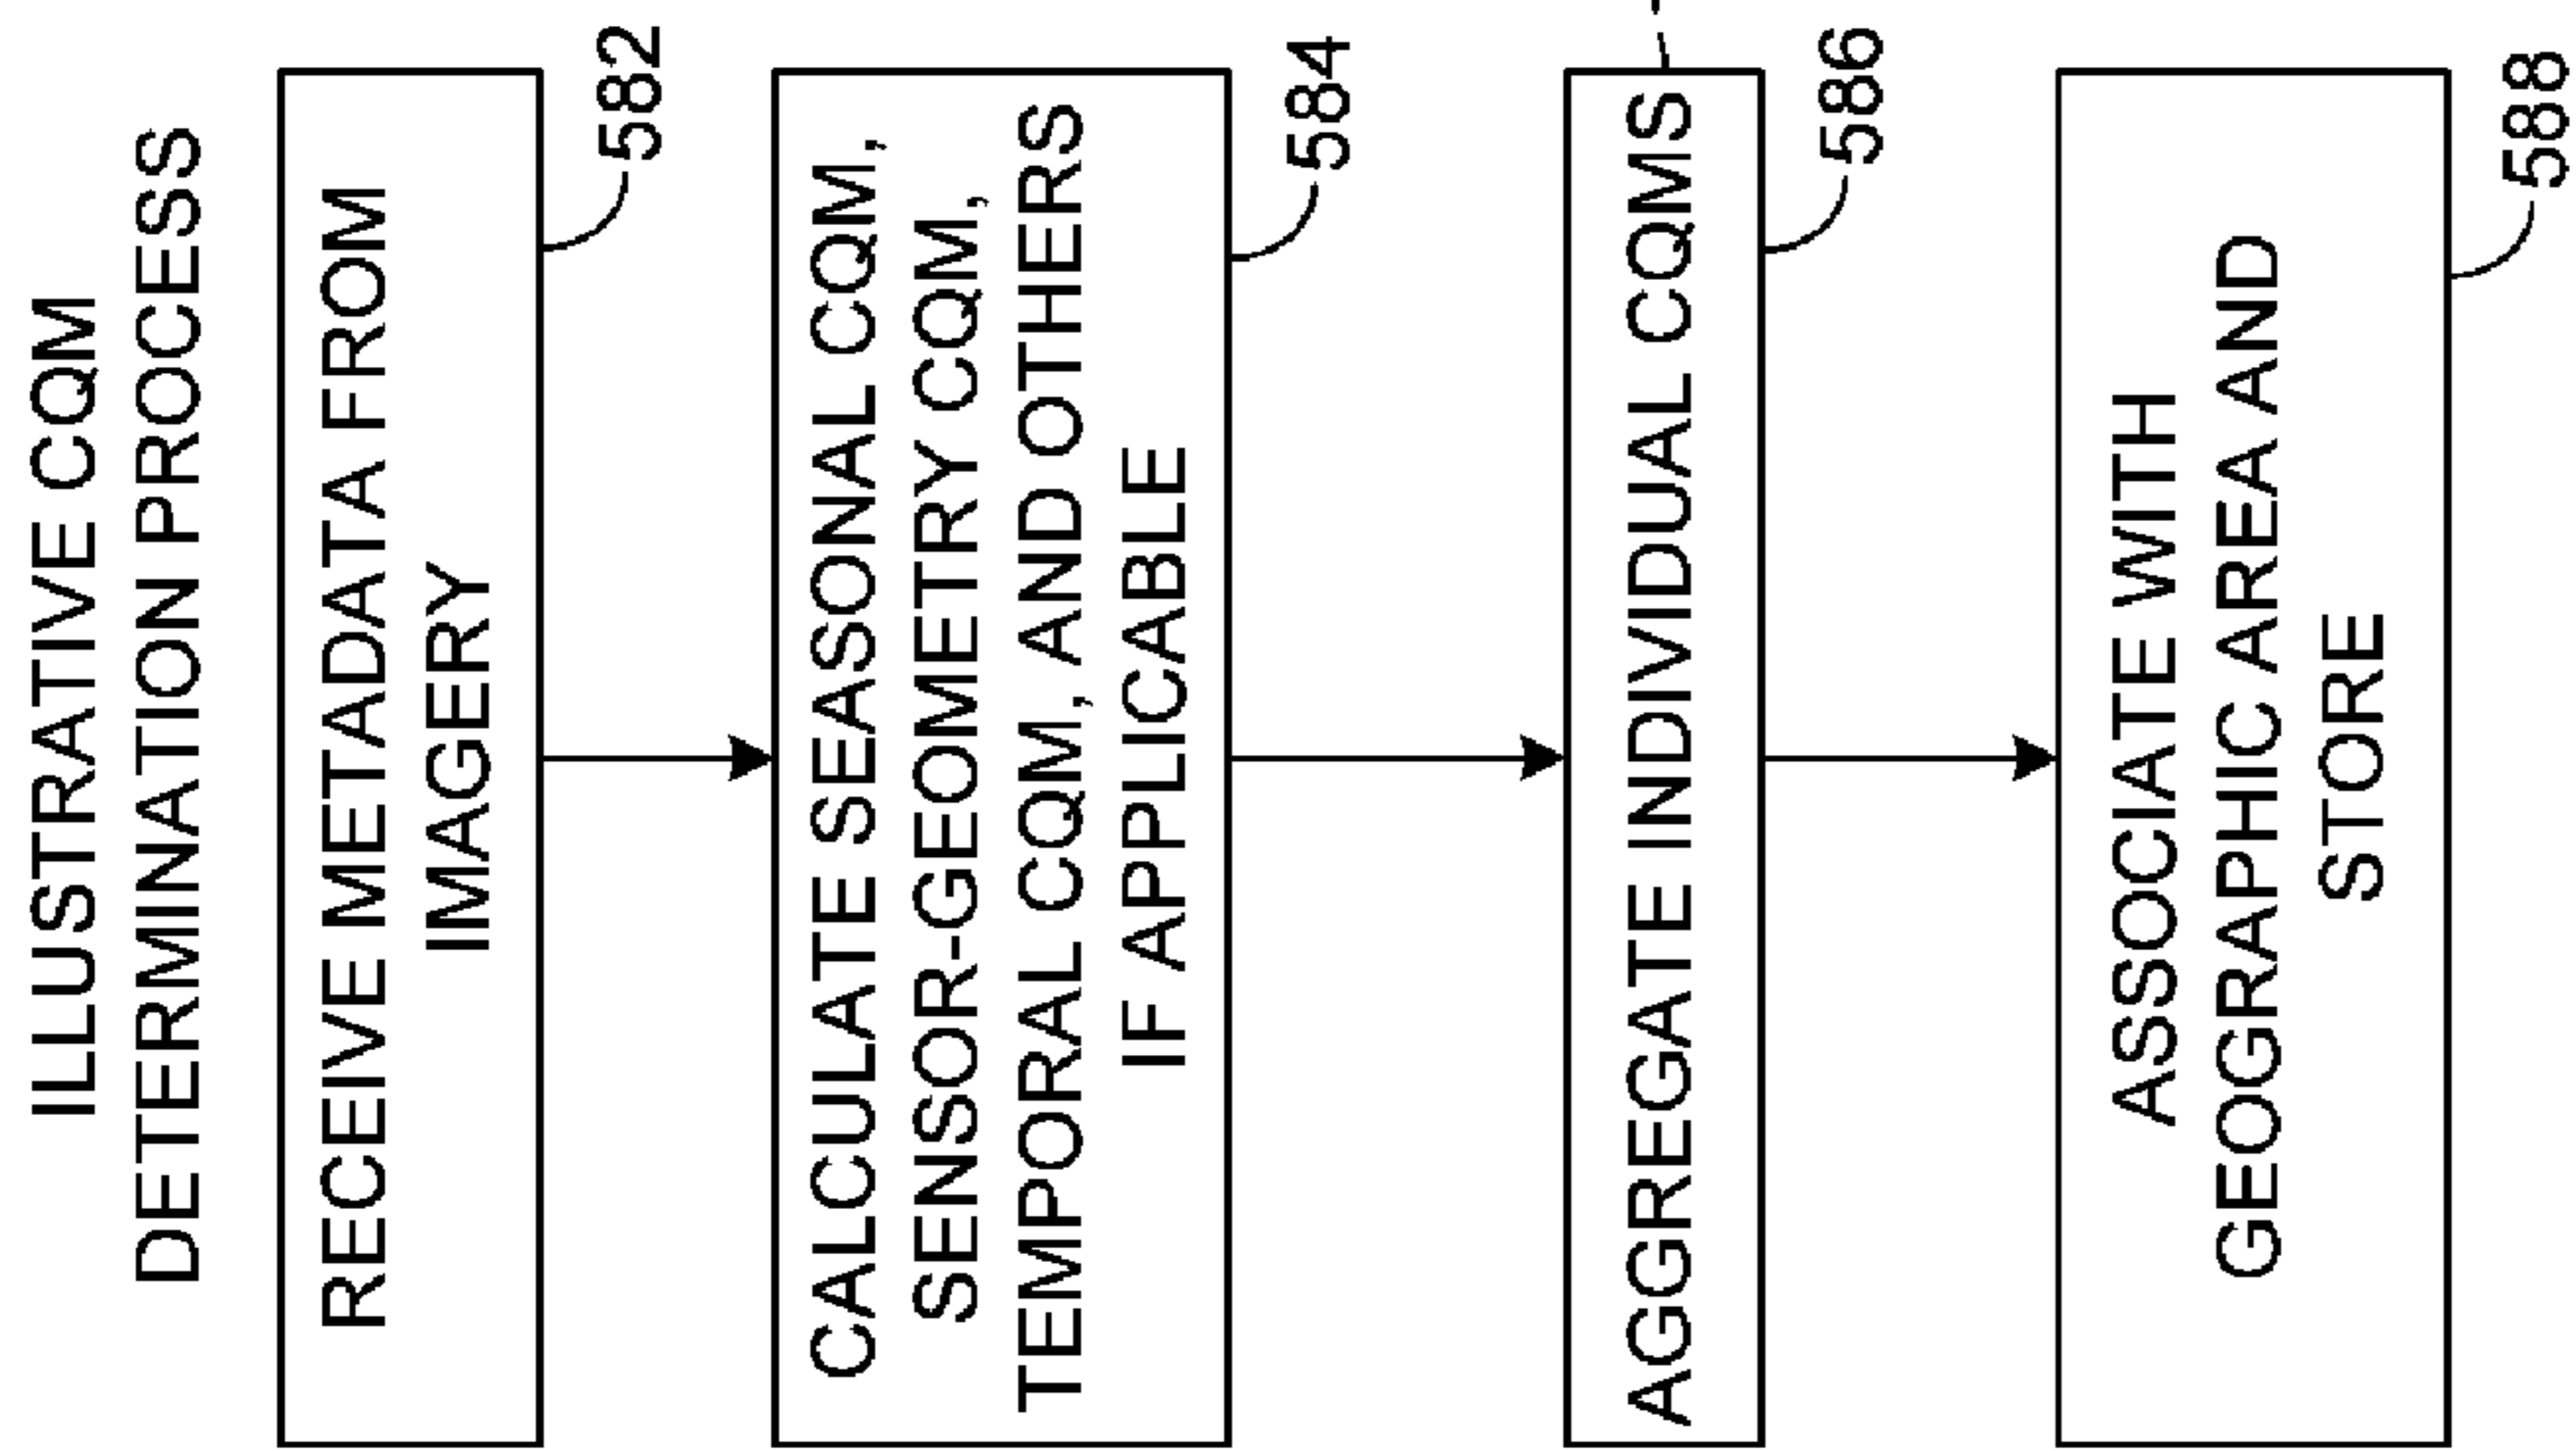 ILLUSTRATIVE CQM
DETERMINATION PROCESS
RECEIVE METADATA FROM
IMAGERY
582
CALCULATE SEASONAL CQM,
SENSOR-GEOMETRY CQM,
TEMPORAL CQM, AND OTHERS
IF APPLICABLE
584
AGGREGATE INDIVIDUAL CQMS
586
ASSOCIATE WITH
GEOGRAPHIC AREA AND
STORE
588